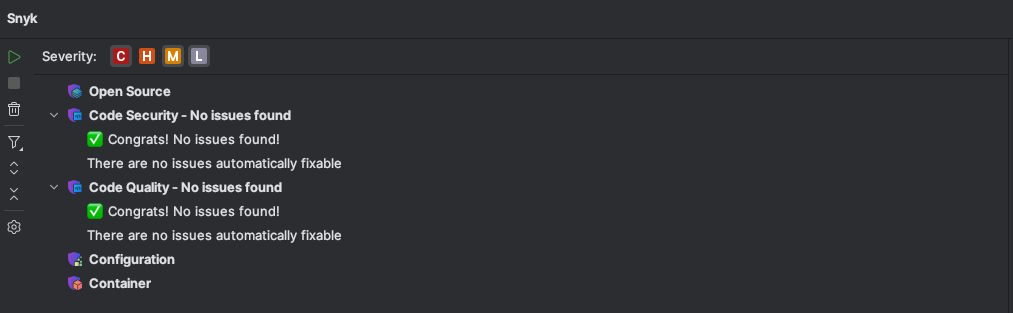 Snyk
Severity: C H M L
Open Source
Code Security - No issues found
✅ Congrats! No issues found!
There are no issues automatically fixable
Code Quality - No issues found
✅ Congrats! No issues found!
There are no issues automatically fixable
Configuration
Container